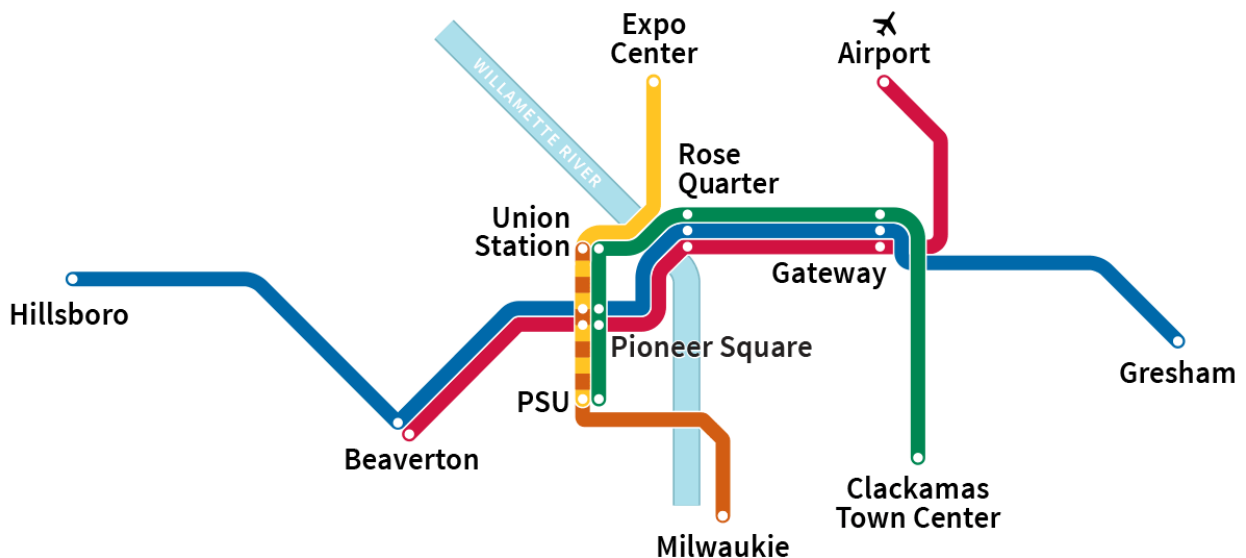 Expo
Center
Airport
WILLAMETTE RIVER
Rose
Quarter
Union
Station
Gateway
Hillsboro
Pioneer Square
Gresham
PSU
Beaverton
Clackamas
Town Center
Milwaukie